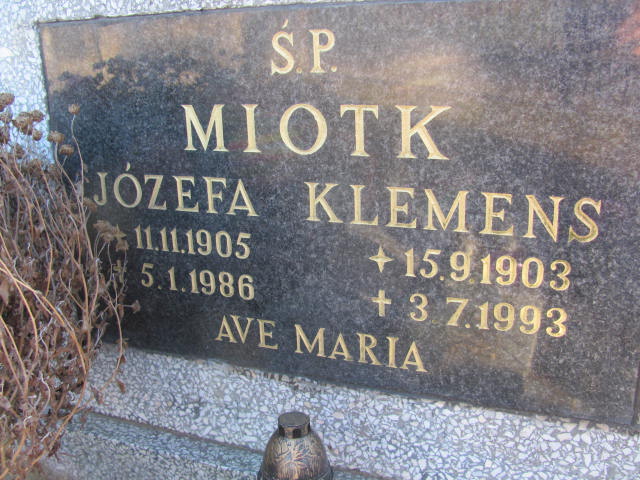 Ś.P.
MIOTK
JÓZEFA KLEMENS
11.11.1905 15.9.1903
5.1.1986 3.7.1993
AVE MARIA